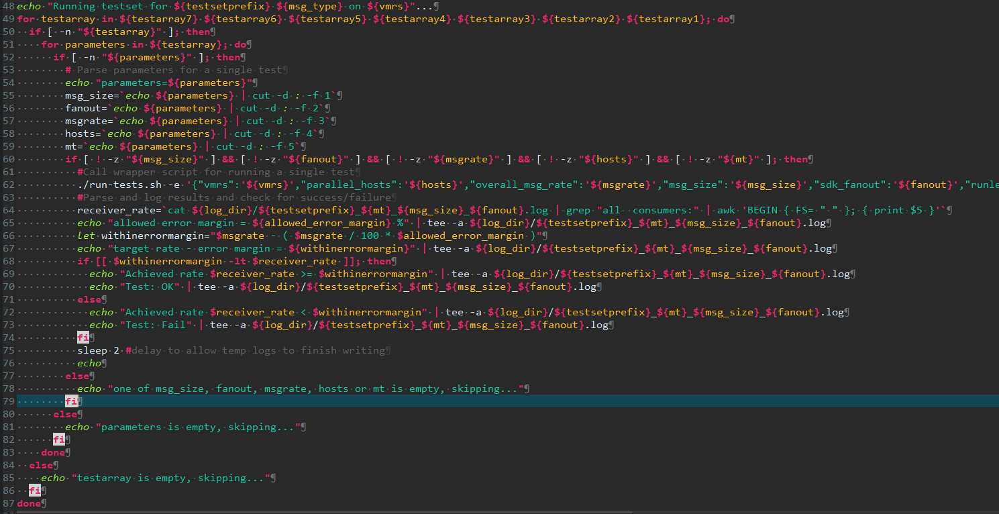 48 echo "Running testset for ${testsetprefix} ${msg_type} on ${vmrs}"...¶
49 for testarray in ${testarray7} ${testarray6} ${testarray5} ${testarray4} ${testarray3} ${testarray2} ${testarray1}; do¶
50 ··if [ -n "${testarray}" ]; then¶
51 ····for parameters in ${testarray}; do¶
52 ······if [ -n "${parameters}" ]; then¶
53 ········# Parse parameters for a single test¶
54 ········echo "parameters=${parameters}"¶
55 ········msg_size=`echo ${parameters} | cut -d : -f 1`¶
56 ········fanout=`echo ${parameters} | cut -d : -f 2`¶
57 ········msgrate=`echo ${parameters} | cut -d : -f 3`¶
58 ········hosts=`echo ${parameters} | cut -d : -f 4`¶
59 ········mt=`echo ${parameters} | cut -d : -f 5`¶
60 ········if [ ! -z "${msg_size}" ] && [ ! -z "${fanout}" ] && [ ! -z "${msgrate}" ] && [ ! -z "${hosts}" ] && [ ! -z "${mt}" ]; then¶
61 ··········#Call wrapper script for running a single test¶
62 ··········./run-tests.sh -e '{"vmrs":'${vmrs}',"parallel_hosts":'${hosts}',"overall_msg_rate":'${msgrate}',"msg_size":'${msg_size}',"sdk_fanout":'${fanout}',"runle
63 ··········#Parse and log results and check for success/failure¶
64 ··········receiver_rate=`cat ${log_dir}/${testsetprefix}_${mt}_${msg_size}_${fanout}.log | grep "all  consumers:" | awk 'BEGIN { FS= " " }; { print $5 }'`¶
65 ··········echo "allowed error margin = ${allowed_error_margin} %" | tee -a ${log_dir}/${testsetprefix}_${mt}_${msg_size}_${fanout}.log¶
66 ··········let withinerrormargin="$msgrate - ( $msgrate / 100 * $allowed_error_margin )"¶
67 ··········echo "target rate - error margin = ${withinerrormargin}" | tee -a ${log_dir}/${testsetprefix}_${mt}_${msg_size}_${fanout}.log¶
68 ··········if [[ $withinerrormargin -lt $receiver_rate ]]; then¶
69 ············echo "Achieved rate $receiver_rate >= $withinerrormargin" | tee -a ${log_dir}/${testsetprefix}_${mt}_${msg_size}_${fanout}.log¶
70 ············echo "Test: OK" | tee -a ${log_dir}/${testsetprefix}_${mt}_${msg_size}_${fanout}.log¶
71 ··········else¶
72 ············echo "Achieved rate $receiver_rate < $withinerrormargin" | tee -a ${log_dir}/${testsetprefix}_${mt}_${msg_size}_${fanout}.log¶
73 ············echo "Test: Fail" | tee -a ${log_dir}/${testsetprefix}_${mt}_${msg_size}_${fanout}.log¶
74 ··········fi¶
75 ··········sleep 2 #delay to allow temp logs to finish writing¶
76 ··········echo¶
77 ········else¶
78 ··········echo "one of msg_size, fanout, msgrate, hosts or mt is empty, skipping..."¶
79 ········fi¶
80 ······else¶
81 ········echo "parameters is empty, skipping..."¶
82 ······fi¶
83 ····done¶
84 ··else¶
85 ····echo "testarray is empty, skipping..."¶
86 ··fi¶
87 done¶